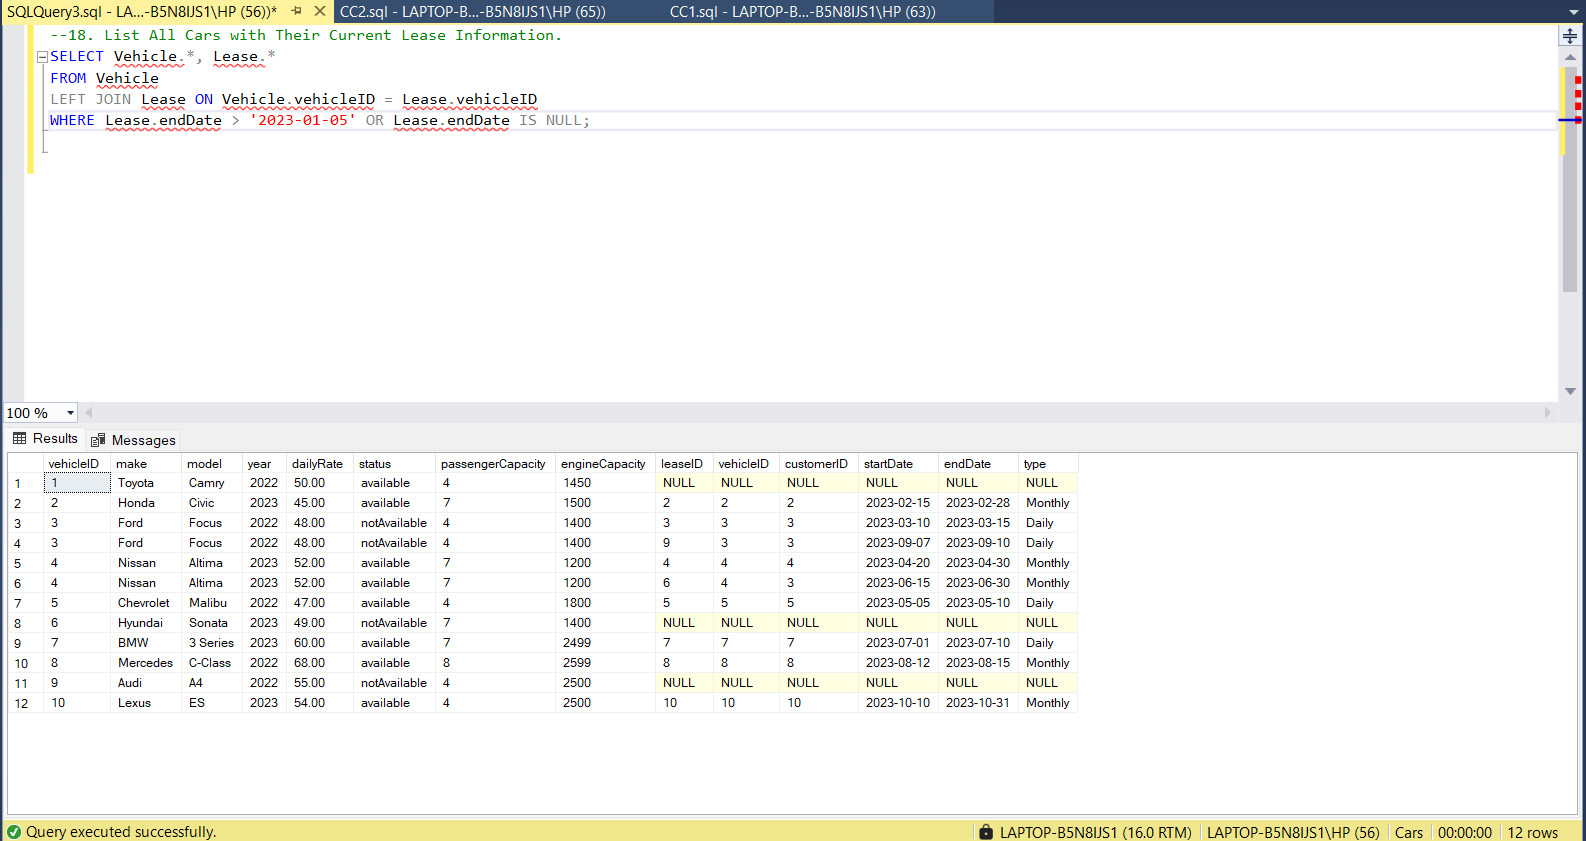 SQLQuery3.sql - LA...-B5N8IJS1\HP (56))* CC2.sql - LAPTOP-B...-B5N8IJS1\HP (65)) CC1.sql - LAPTOP-B...-B5N8IJS1\HP (63))
--18. List All Cars with Their Current Lease Information.
SELECT Vehicle.*, Lease.*
FROM Vehicle
LEFT JOIN Lease ON Vehicle.vehicleID = Lease.vehicleID
WHERE Lease.endDate > '2023-01-05' OR Lease.endDate IS NULL;
100 %
Results Messages
vehicleID make model year dailyRate status passengerCapacity engineCapacity leaseID vehicleID customerID startDate endDate type
1 1 Toyota Camry 2022 50.00 available 4 1450 NULL NULL NULL NULL NULL NULL
2 2 Honda Civic 2023 45.00 available 7 1500 2 2 2 2023-02-15 2023-02-28 Monthly
3 3 Ford Focus 2022 48.00 notAvailable 4 1400 3 3 3 2023-03-10 2023-03-15 Daily
4 3 Ford Focus 2022 48.00 notAvailable 4 1400 9 3 3 2023-09-07 2023-09-10 Daily
5 4 Nissan Altima 2023 52.00 available 7 1200 4 4 4 2023-04-20 2023-04-30 Monthly
6 4 Nissan Altima 2023 52.00 available 7 1200 6 4 3 2023-06-15 2023-06-30 Monthly
7 5 Chevrolet Malibu 2022 47.00 available 4 1800 5 5 5 2023-05-05 2023-05-10 Daily
8 6 Hyundai Sonata 2023 49.00 notAvailable 7 1400 NULL NULL NULL NULL NULL NULL
9 7 BMW 3 Series 2023 60.00 available 7 2499 7 7 7 2023-07-01 2023-07-10 Daily
10 8 Mercedes C-Class 2022 68.00 available 8 2599 8 8 8 2023-08-12 2023-08-15 Monthly
11 9 Audi A4 2022 55.00 notAvailable 4 2500 NULL NULL NULL NULL NULL NULL
12 10 Lexus ES 2023 54.00 available 4 2500 10 10 10 2023-10-10 2023-10-31 Monthly
Query executed successfully. LAPTOP-B5N8IJS1 (16.0 RTM) LAPTOP-B5N8IJS1\HP (56) Cars 00:00:00 12 rows